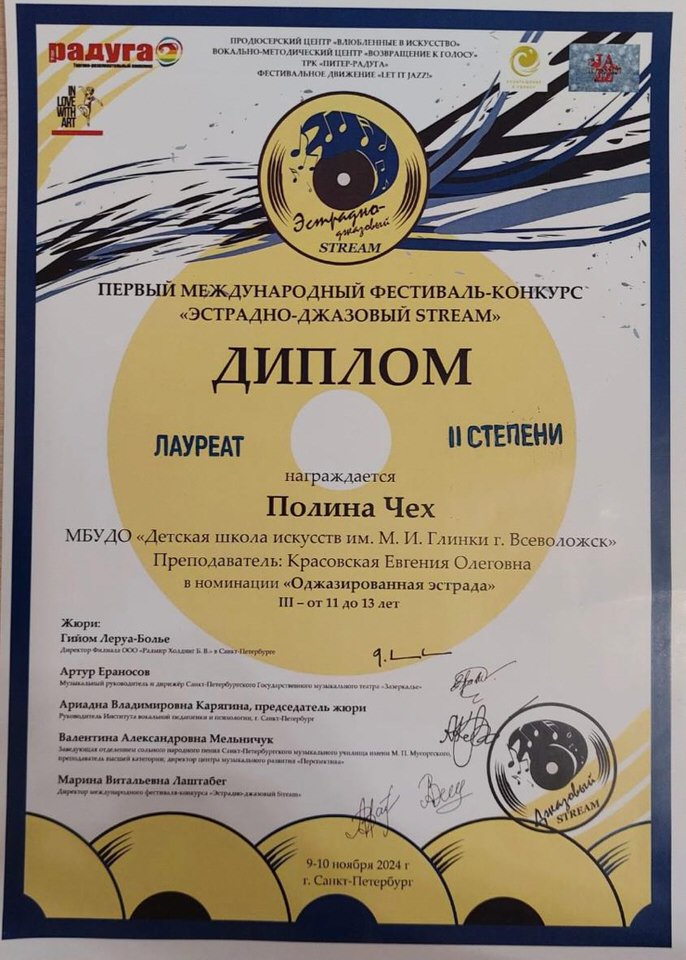 радуга
Торгово-развлекательный комплекс
ПРОДЮСЕРСКИЙ ЦЕНТР «ВЛЮБЛЕННЫЕ В ИСКУССТВО»
ВОКАЛЬНО-МЕТОДИЧЕСКИЙ ЦЕНТР «ВОЗВРАЩЕНИЕ К ГОЛОСУ»
ТРК «ПИТЕР-РАДУГА»
ФЕСТИВАЛЬНОЕ ДВИЖЕНИЕ «LET IT JAZZ!»
IN
LOVE
WITH
ART
Эстрадно-
джазовый
STREAM
ПЕРВЫЙ МЕЖДУНАРОДНЫЙ ФЕСТИВАЛЬ-КОНКУРС
«ЭСТРАДНО-ДЖАЗОВЫЙ STREAM»
ДИПЛОМ
ЛАУРЕАТ II СТЕПЕНИ
награждается
Полина Чех
МБУДО «Детская школа искусств им. М. И. Глинки г. Всеволожск»
Преподаватель: Красовская Евгения Олеговна
в номинации «Оджазированная эстрада»
III – от 11 до 13 лет
Жюри:
Гийом Леруа-Болье
Директор Филиала ООО «Радмир Холдинг Б. В.» в Санкт-Петербурге
Артур Ераносов
Музыкальный руководитель и дирижёр Санкт-Петербургского Государственного музыкального театра «Зазеркалье»
Ариадна Владимировна Карягина, председатель жюри
Руководитель Института вокальной педагогики и психологии, г. Санкт-Петербург
Валентина Александровна Мельничук
Заведующая отделением сольного народного пения Санкт-Петербургского музыкального училища имени М. П. Мусоргского,
преподаватель высшей категории, директор центра музыкального развития «Перспектива»
Марина Витальевна Лаштабег
Директор международного фестиваля-конкурса «Эстрадно-джазовый Stream»
Джазовый
STREAM
9-10 ноября 2024 г
г. Санкт-Петербург